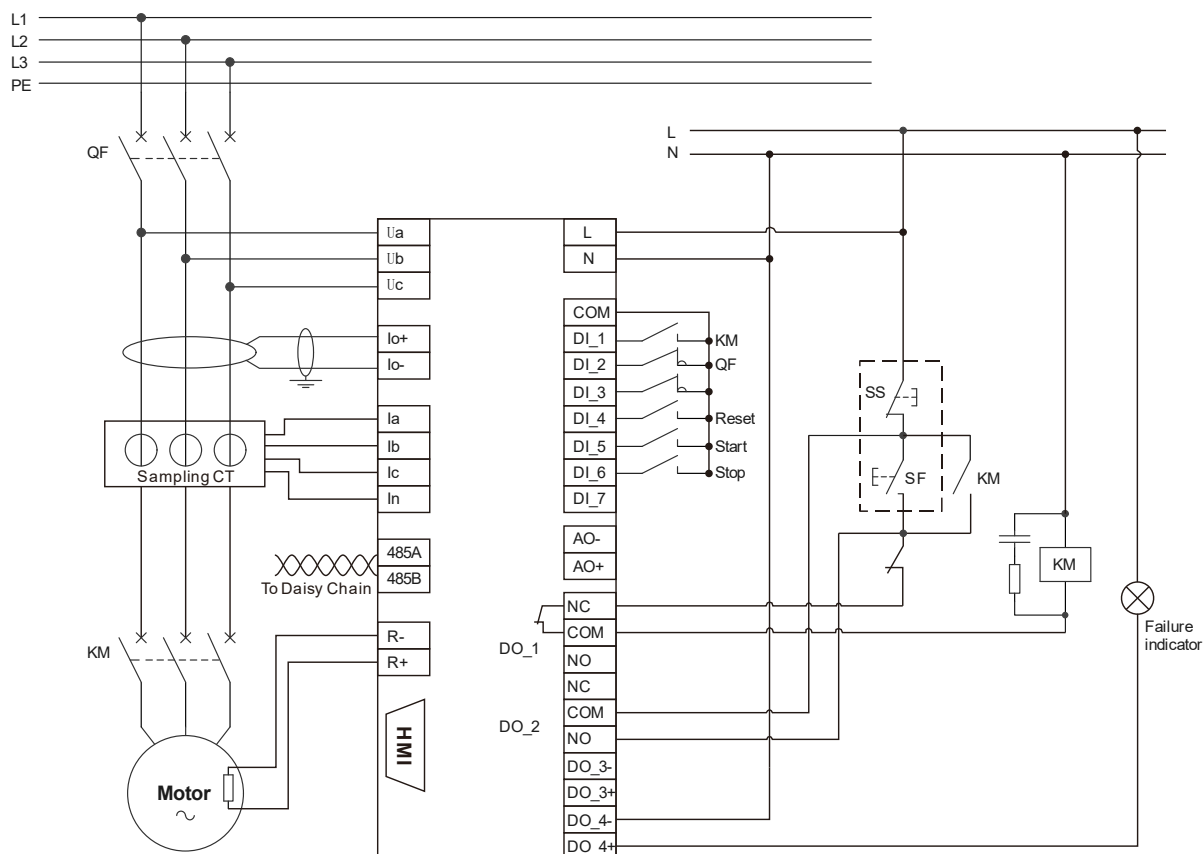 L1
L2
L3
PE
QF
L
N
Ua
Ub
Uc
Io+
Io-
Ia
Ib
Ic
In
Sampling CT
485A
485B
To Daisy Chain
R-
R+
KM
HMI
Motor
L
N
COM
DI_1
KM
DI_2
QF
DI_3
DI_4
Reset
DI_5
Start
DI_6
Stop
DI_7
AO-
AO+
NC
COM
DO_1
NO
NC
COM
DO_2
NO
DO_3-
DO_3+
DO_4-
DO_4+
SS
SF
KM
KM
Failure
indicator